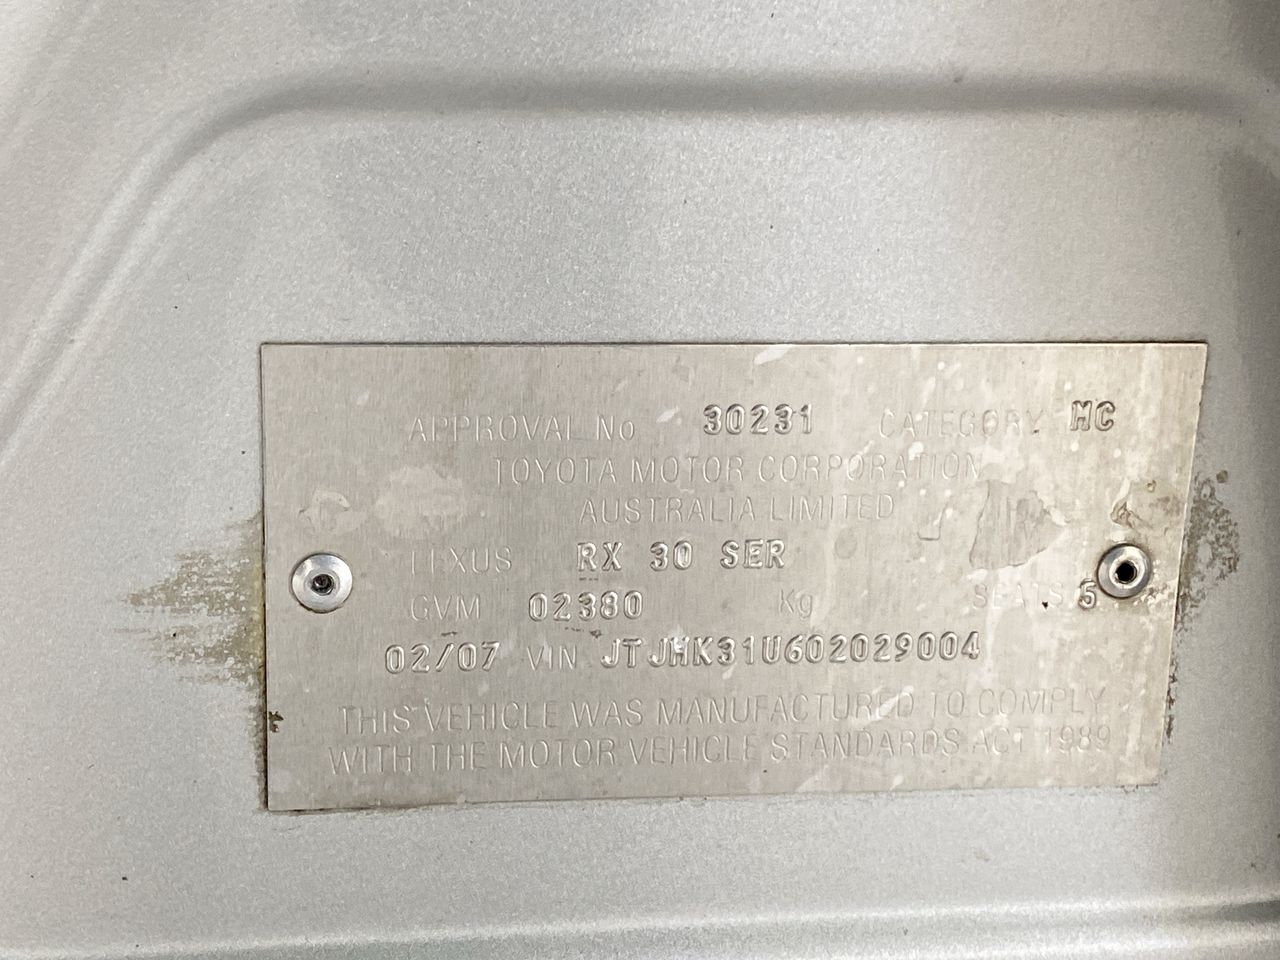 APPROVAL No 30231 CATEGORY MC
TOYOTA MOTOR CORPORATION
AUSTRALIA LIMITED
LEXUS RX 30 SER
GVM 02380 Kg SEATS 5
02/07 VIN JTJHK31U602029004
THIS VEHICLE WAS MANUFACTURED TO COMPLY
WITH THE MOTOR VEHICLE STANDARDS ACT 1989